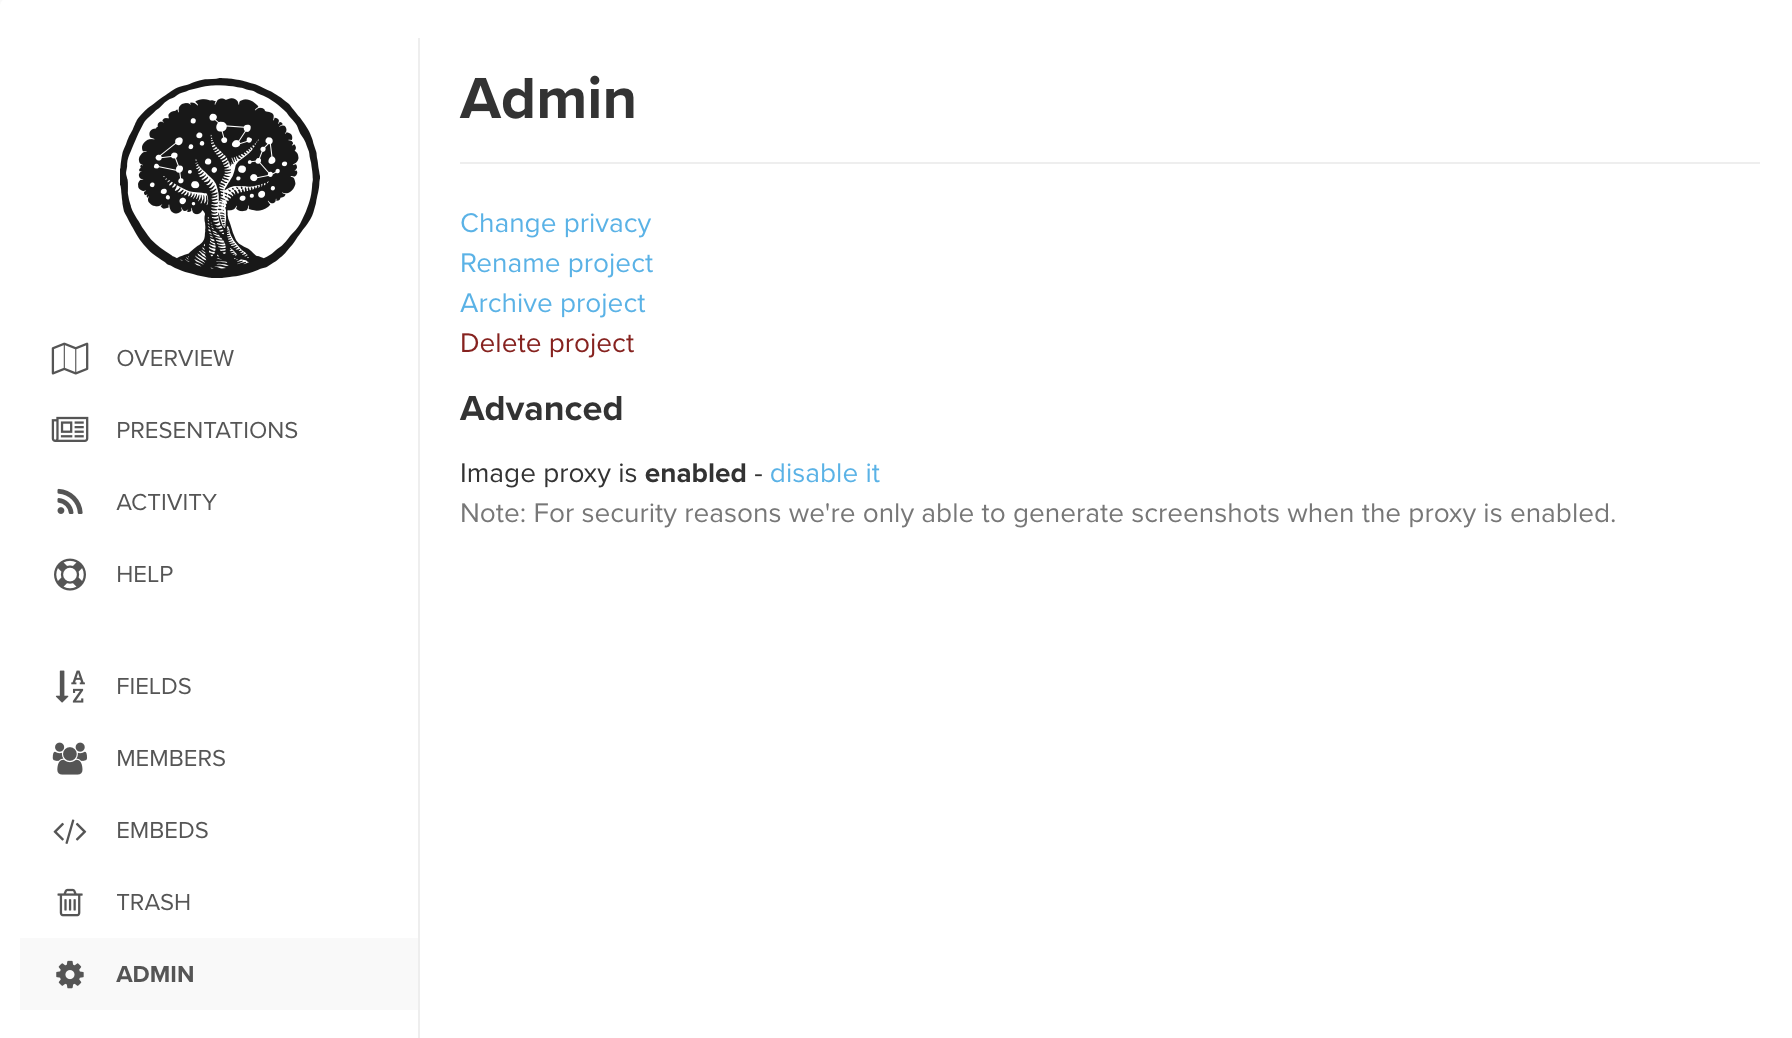 OVERVIEW
PRESENTATIONS
ACTIVITY
HELP
FIELDS
MEMBERS
EMBEDS
TRASH
ADMIN
Admin
Change privacy
Rename project
Archive project
Delete project
Advanced
Image proxy is enabled - disable it
Note: For security reasons we're only able to generate screenshots when the proxy is enabled.